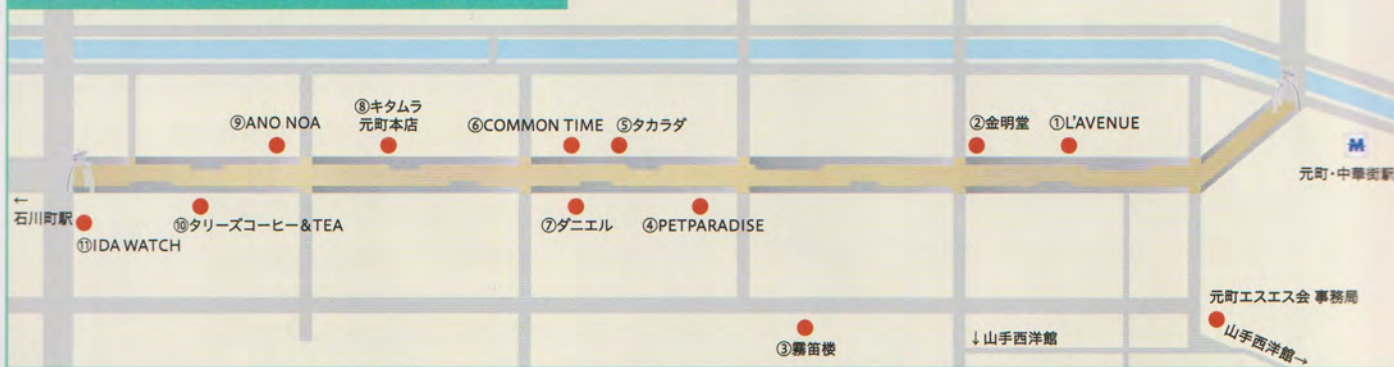 ⑧キタムラ
元町本店
⑨ANO NOA
⑥COMMON TIME
⑤タカラダ
②金明堂
①L'AVENUE
M
元町・中華街駅
←
石川町駅
⑪IDA WATCH
⑩タリーズコーヒー&TEA
⑦ダニエル
④PETPARADISE
③霧笛楼
↓山手西洋館
元町エスエス会 事務局
山手西洋館→